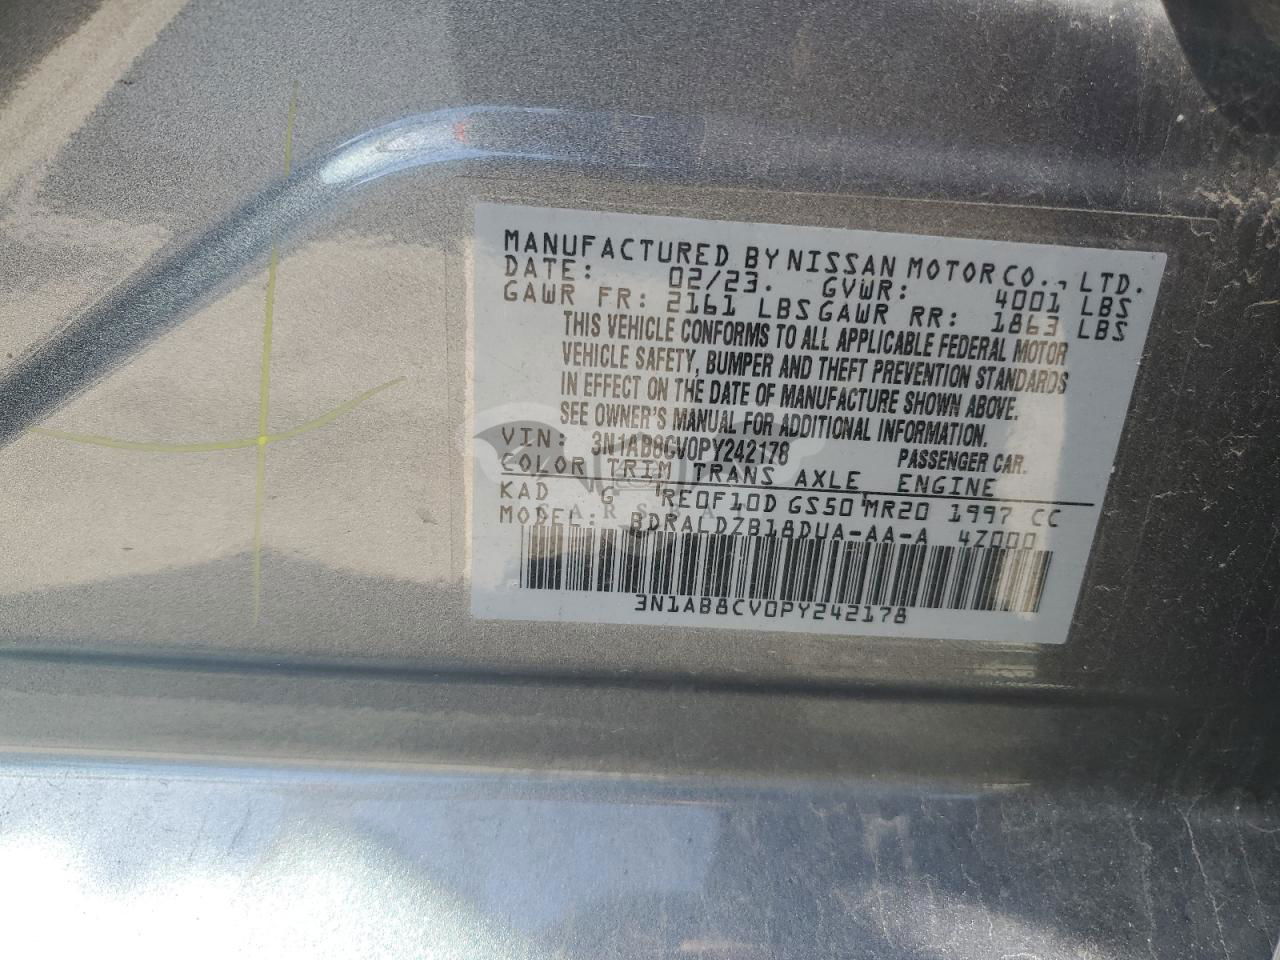 MANUFACTURED BY NISSAN MOTOR CO., LTD.
DATE: 02/23. GVWR: 4001 LBS
GAWR FR: 2161 LBS GAWR RR: 1863 LBS
THIS VEHICLE CONFORMS TO ALL APPLICABLE FEDERAL MOTOR
VEHICLE SAFETY, BUMPER AND THEFT PREVENTION STANDARDS
IN EFFECT ON THE DATE OF MANUFACTURE SHOWN ABOVE.
SEE OWNER'S MANUAL FOR ADDITIONAL INFORMATION.
VIN: 3N1AB8CV0PY242178 PASSENGER CAR.
COLOR TRIM TRANS AXLE ENGINE
KAD G RE0F10D GS50 MR20 1997 CC
MODEL: BDRALDZB18DUA-AA-A 4Z000
3N1AB8CV0PY242178